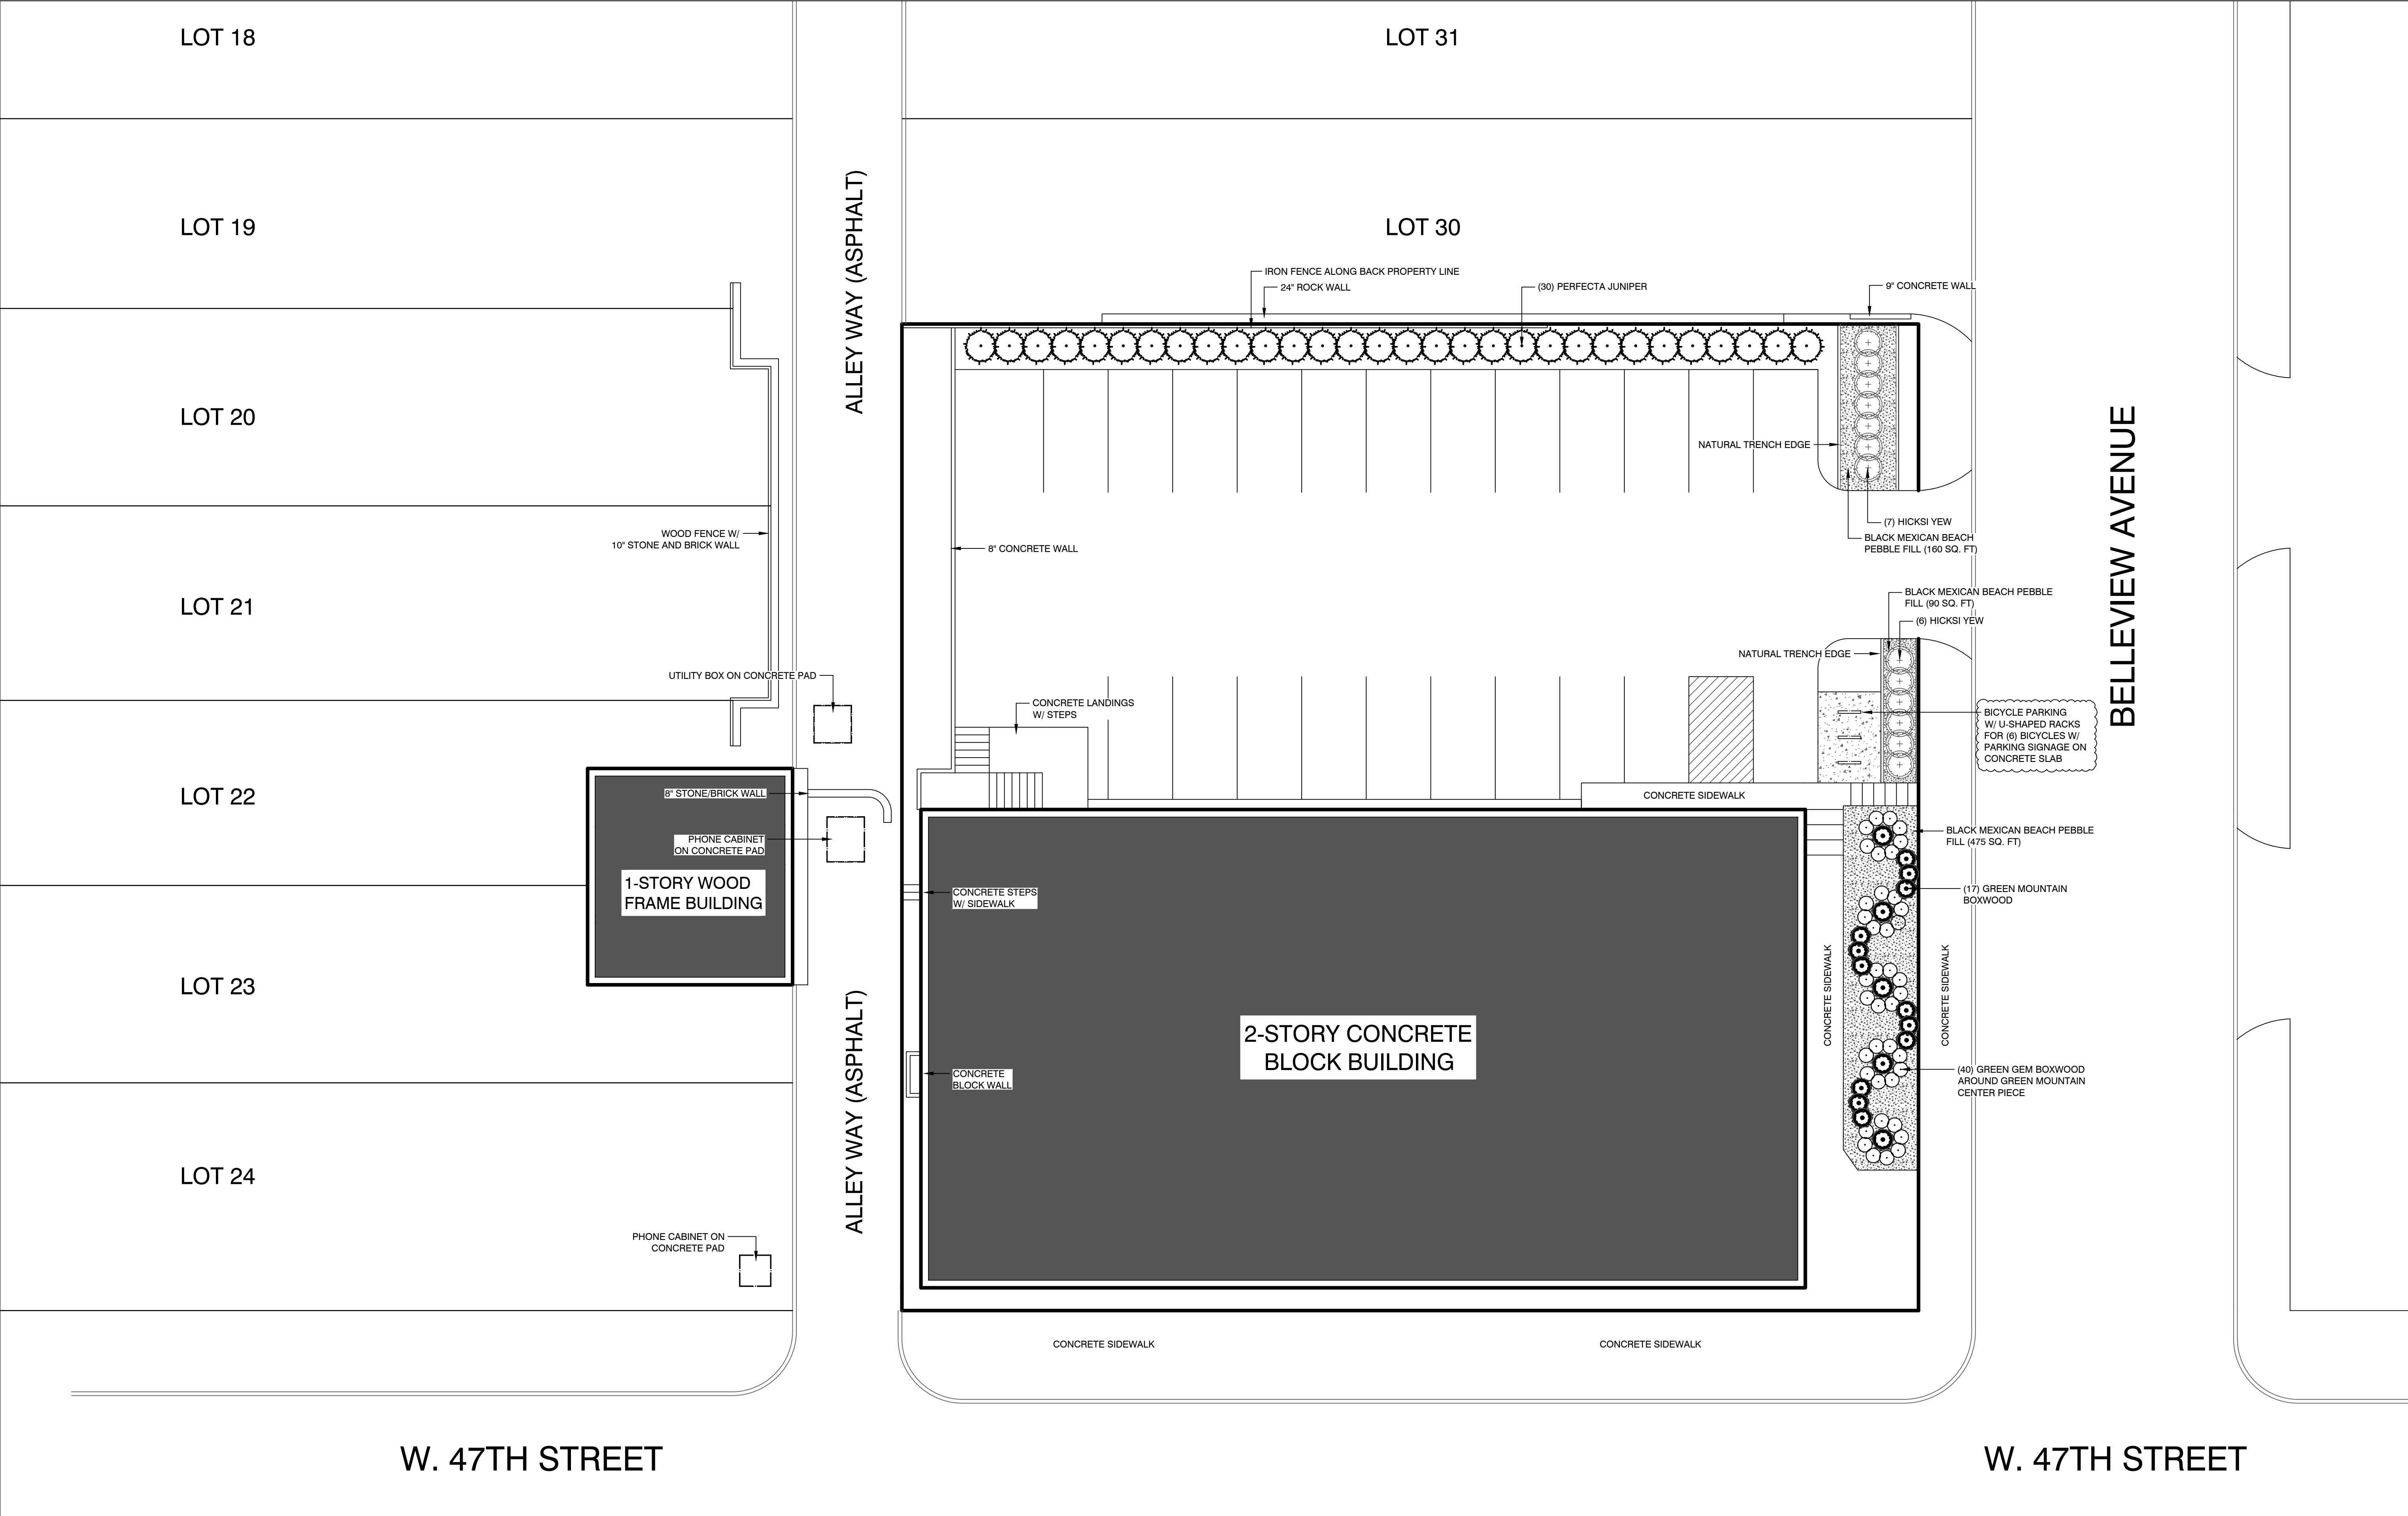 LOT 18
LOT 31
LOT 19
LOT 30
ALLEY WAY (ASPHALT)
IRON FENCE ALONG BACK PROPERTY LINE
24" ROCK WALL
(30) PERFECTA JUNIPER
9" CONCRETE WALL
LOT 20
NATURAL TRENCH EDGE
BELLEVIEW AVENUE
(7) HICKSI YEW
BLACK MEXICAN BEACH
PEBBLE FILL (160 SQ. FT)
WOOD FENCE W/
10" STONE AND BRICK WALL
8" CONCRETE WALL
LOT 21
BLACK MEXICAN BEACH PEBBLE
FILL (90 SQ. FT)
(6) HICKSI YEW
NATURAL TRENCH EDGE
UTILITY BOX ON CONCRETE PAD
CONCRETE LANDINGS
W/ STEPS
BICYCLE PARKING
W/ U-SHAPED RACKS
FOR (6) BICYCLES W/
PARKING SIGNAGE ON
CONCRETE SLAB
LOT 22
8" STONE/BRICK WALL
CONCRETE SIDEWALK
PHONE CABINET
ON CONCRETE PAD
BLACK MEXICAN BEACH PEBBLE
FILL (475 SQ. FT)
1-STORY WOOD
FRAME BUILDING
CONCRETE STEPS
W/ SIDEWALK
(17) GREEN MOUNTAIN
BOXWOOD
LOT 23
ALLEY WAY (ASPHALT)
CONCRETE SIDEWALK
CONCRETE SIDEWALK
2-STORY CONCRETE
BLOCK BUILDING
CONCRETE
BLOCK WALL
(40) GREEN GEM BOXWOOD
AROUND GREEN MOUNTAIN
CENTER PIECE
LOT 24
PHONE CABINET ON
CONCRETE PAD
CONCRETE SIDEWALK
CONCRETE SIDEWALK
W. 47TH STREET
W. 47TH STREET